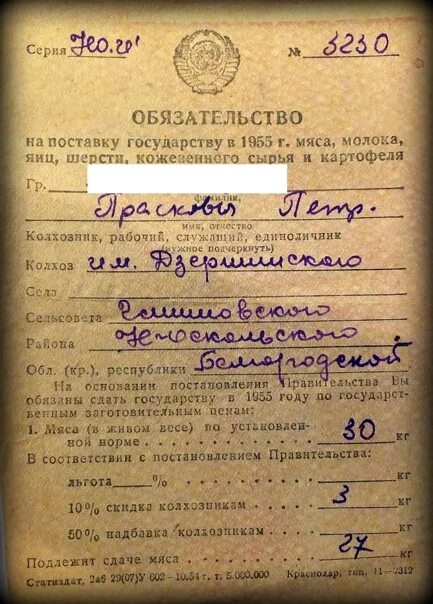 Серия Но.и № 3230
ОБЯЗАТЕЛЬСТВО
на поставку государству в 1955 г. мяса, молока,
яиц, шерсти, кожевенного сырья и картофеля
Гр.
фамилия,
Прасковья Петр.
имя, отчество
Колхозник, рабочий, служащий, единоличник
(нужное подчеркнуть)
Колхоз им. Дзержинского
Села
Сельсовета
Района Н-Оскольского
Обл. (кр.), республики Белгородской
На основании постановления Правительства Вы
обязаны сдать государству в 1955 году по государст-
венным заготовительным ценам:
1. Мяса (в живом весе) по установлен-
ной норме 30 кг
В соответствии с постановлением Правительства:
льгота % кг
10% скидка колхозникам 3 кг
50% надбавка колхозникам кг
Подлежит сдаче мяса 27 кг
Статиздат. 2аб 29(07)У 602—10.54 г. т. 5.000.000 Краснодар, тип. 11—2312